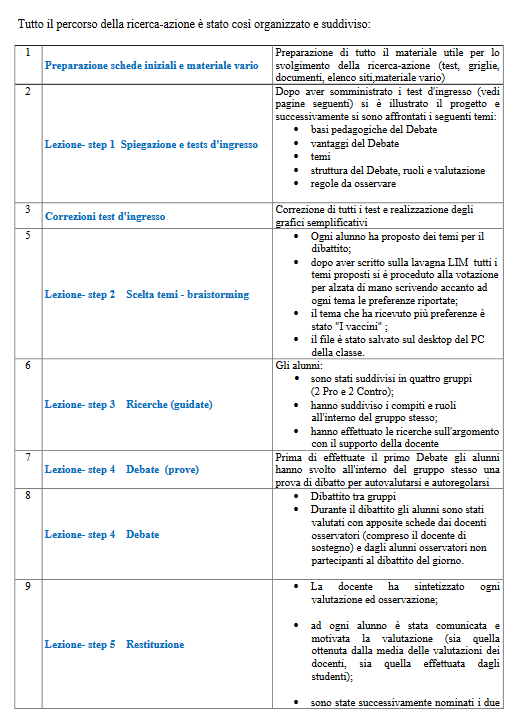 Tutto il percorso della ricerca-azione è stato così organizzato e suddiviso:
1
Preparazione schede iniziali e materiale vario
Preparazione di tutto il materiale utile per lo
svolgimento della ricerca-azione (test, griglie,
documenti, elenco siti,materiale vario)
2
Lezione- step 1 Spiegazione e tests d'ingresso
Dopo aver somministrato i test d'ingresso (vedi
pagine seguenti) si è illustrato il progetto e
successivamente si sono affrontati i seguenti temi:
• basi pedagogiche del Debate
• vantaggi del Debate
• temi
• struttura del Debate, ruoli e valutazione
• regole da osservare
3
Correzioni test d'ingresso
Correzione di tutti i test e realizzazione degli
grafici semplificativi
5
Lezione- step 2 Scelta temi - braistorming
• Ogni alunno ha proposto dei temi per il
dibattito;
• dopo aver scritto sulla lavagna LIM tutti i
temi proposti si è proceduto alla votazione
per alzata di mano scrivendo accanto ad
ogni tema le preferenze riportate;
• il tema che ha ricevuto più preferenze è
stato "I vaccini" ;
• il file è stato salvato sul desktop del PC
della classe.
6
Lezione- step 3 Ricerche (guidate)
Gli alunni:
• sono stati suddivisi in quattro gruppi
(2 Pro e 2 Contro);
• hanno suddiviso i compiti e ruoli
all'interno del gruppo stesso;
• hanno effettuato le ricerche sull'argomento
con il supporto della docente
7
Lezione- step 4 Debate (prove)
Prima di effettuate il primo Debate gli alunni
hanno svolto all'interno del gruppo stesso una
prova di dibatto per autovalutarsi e autoregolarsi
8
Lezione- step 4 Debate
• Dibattito tra gruppi
• Durante il dibattito gli alunni sono stati
valutati con apposite schede dai docenti
osservatori (compreso il docente di
sostegno) e dagli alunni osservatori non
partecipanti al dibattito del giorno.
9
Lezione- step 5 Restituzione
• La docente ha sintetizzato ogni
valutazione ed osservazione;
• ad ogni alunno è stata comunicata e
motivata la valutazione (sia quella
ottenuta dalla media delle valutazioni dei
docenti, sia quella effettuata dagli
studenti);
• sono state successivamente nominati i due